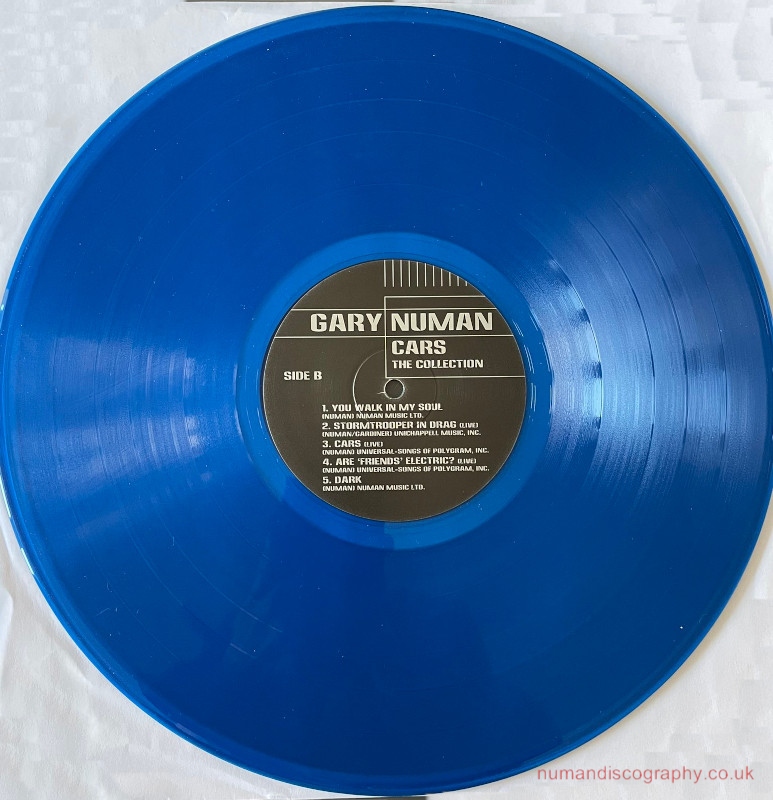 GARY NUMAN
CARS
THE COLLECTION
SIDE B
1. YOU WALK IN MY SOUL
(NUMAN) NUMAN MUSIC LTD.
2. STORMTROOPER IN DRAG (LIVE)
(NUMAN/GARDINER) UNICHAPPELL MUSIC, INC.
3. CARS (LIVE)
(NUMAN) UNIVERSAL-SONGS OF POLYGRAM, INC.
4. ARE 'FRIENDS' ELECTRIC? (LIVE)
(NUMAN) UNIVERSAL-SONGS OF POLYGRAM, INC.
5. DARK
(NUMAN) NUMAN MUSIC LTD.
numandiscography.co.uk